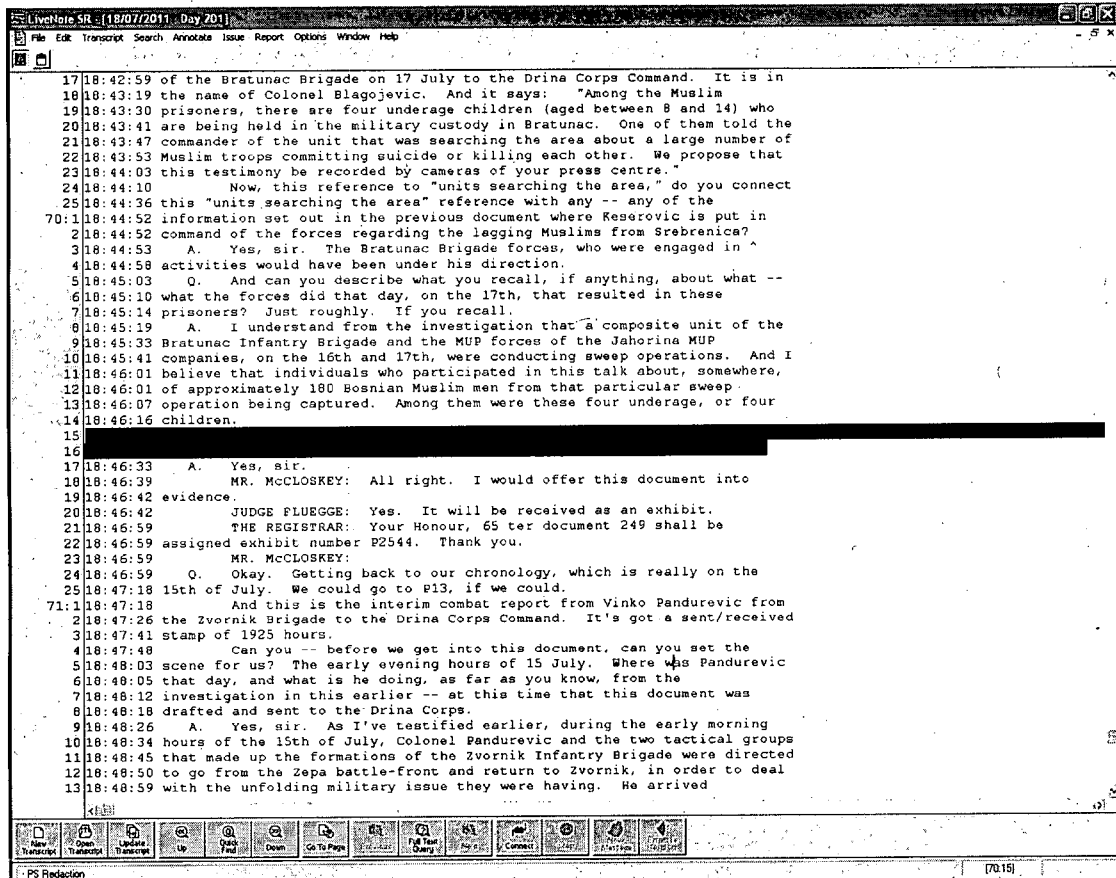 LiveNote SR - [18/07/2011 : Day 201]
File Edit Transcript Search Annotate Issue Report Options Window Help
17 18:42:59 of the Bratunac Brigade on 17 July to the Drina Corps Command. It is in
18 18:43:19 the name of Colonel Blagojevic. And it says: "Among the Muslim
19 18:43:30 prisoners, there are four underage children (aged between 8 and 14) who
20 18:43:41 are being held in the military custody in Bratunac. One of them told the
21 18:43:47 commander of the unit that was searching the area about a large number of
22 18:43:53 Muslim troops committing suicide or killing each other. We propose that
23 18:44:03 this testimony be recorded by cameras of your press centre."
24 18:44:10 Now, this reference to "units searching the area," do you connect
25 18:44:36 this "units searching the area" reference with any -- any of the
70:1 18:44:52 information set out in the previous document where Keserovic is put in
2 18:44:52 command of the forces regarding the lagging Muslims from Srebrenica?
3 18:44:53 A. Yes, sir. The Bratunac Brigade forces, who were engaged in ^
4 18:44:58 activities would have been under his direction.
5 18:45:03 Q. And can you describe what you recall, if anything, about what --
6 18:45:10 what the forces did that day, on the 17th, that resulted in these
7 18:45:14 prisoners? Just roughly. If you recall.
8 18:45:19 A. I understand from the investigation that a composite unit of the
9 18:45:33 Bratunac Infantry Brigade and the MUP forces of the Jahorina MUP
10 18:45:41 companies, on the 16th and 17th, were conducting sweep operations. And I
11 18:46:01 believe that individuals who participated in this talk about, somewhere,
12 18:46:01 of approximately 180 Bosnian Muslim men from that particular sweep
13 18:46:07 operation being captured. Among them were these four underage, or four
14 18:46:16 children.
15
16
17 18:46:33 A. Yes, sir.
18 18:46:39 MR. McCLOSKEY: All right. I would offer this document into
19 18:46:42 evidence.
20 18:46:42 JUDGE FLUEGGE: Yes. It will be received as an exhibit.
21 18:46:59 THE REGISTRAR: Your Honour, 65 ter document 249 shall be
22 18:46:59 assigned exhibit number P2544. Thank you.
23 18:46:59 MR. McCLOSKEY:
24 18:46:59 Q. Okay. Getting back to our chronology, which is really on the
25 18:47:18 15th of July. We could go to P13, if we could.
71:1 18:47:18 And this is the interim combat report from Vinko Pandurevic from
2 18:47:26 the Zvornik Brigade to the Drina Corps Command. It's got a sent/received
3 18:47:41 stamp of 1925 hours.
4 18:47:48 Can you -- before we get into this document, can you set the
5 18:48:03 scene for us? The early evening hours of 15 July. Where was Pandurevic
6 18:48:05 that day, and what is he doing, as far as you know, from the
7 18:48:12 investigation in this earlier -- at this time that this document was
8 18:48:18 drafted and sent to the Drina Corps.
9 18:48:26 A. Yes, sir. As I've testified earlier, during the early morning
10 18:48:34 hours of the 15th of July, Colonel Pandurevic and the two tactical groups
11 18:48:45 that made up the formations of the Zvornik Infantry Brigade were directed
12 18:48:50 to go from the Zepa battle-front and return to Zvornik, in order to deal
13 18:48:59 with the unfolding military issue they were having. He arrived
New Transcript Open Transcript Update Transcript Up Quick Find Down Go To Page Full Text Query Connect
PS Redaction [70:15]